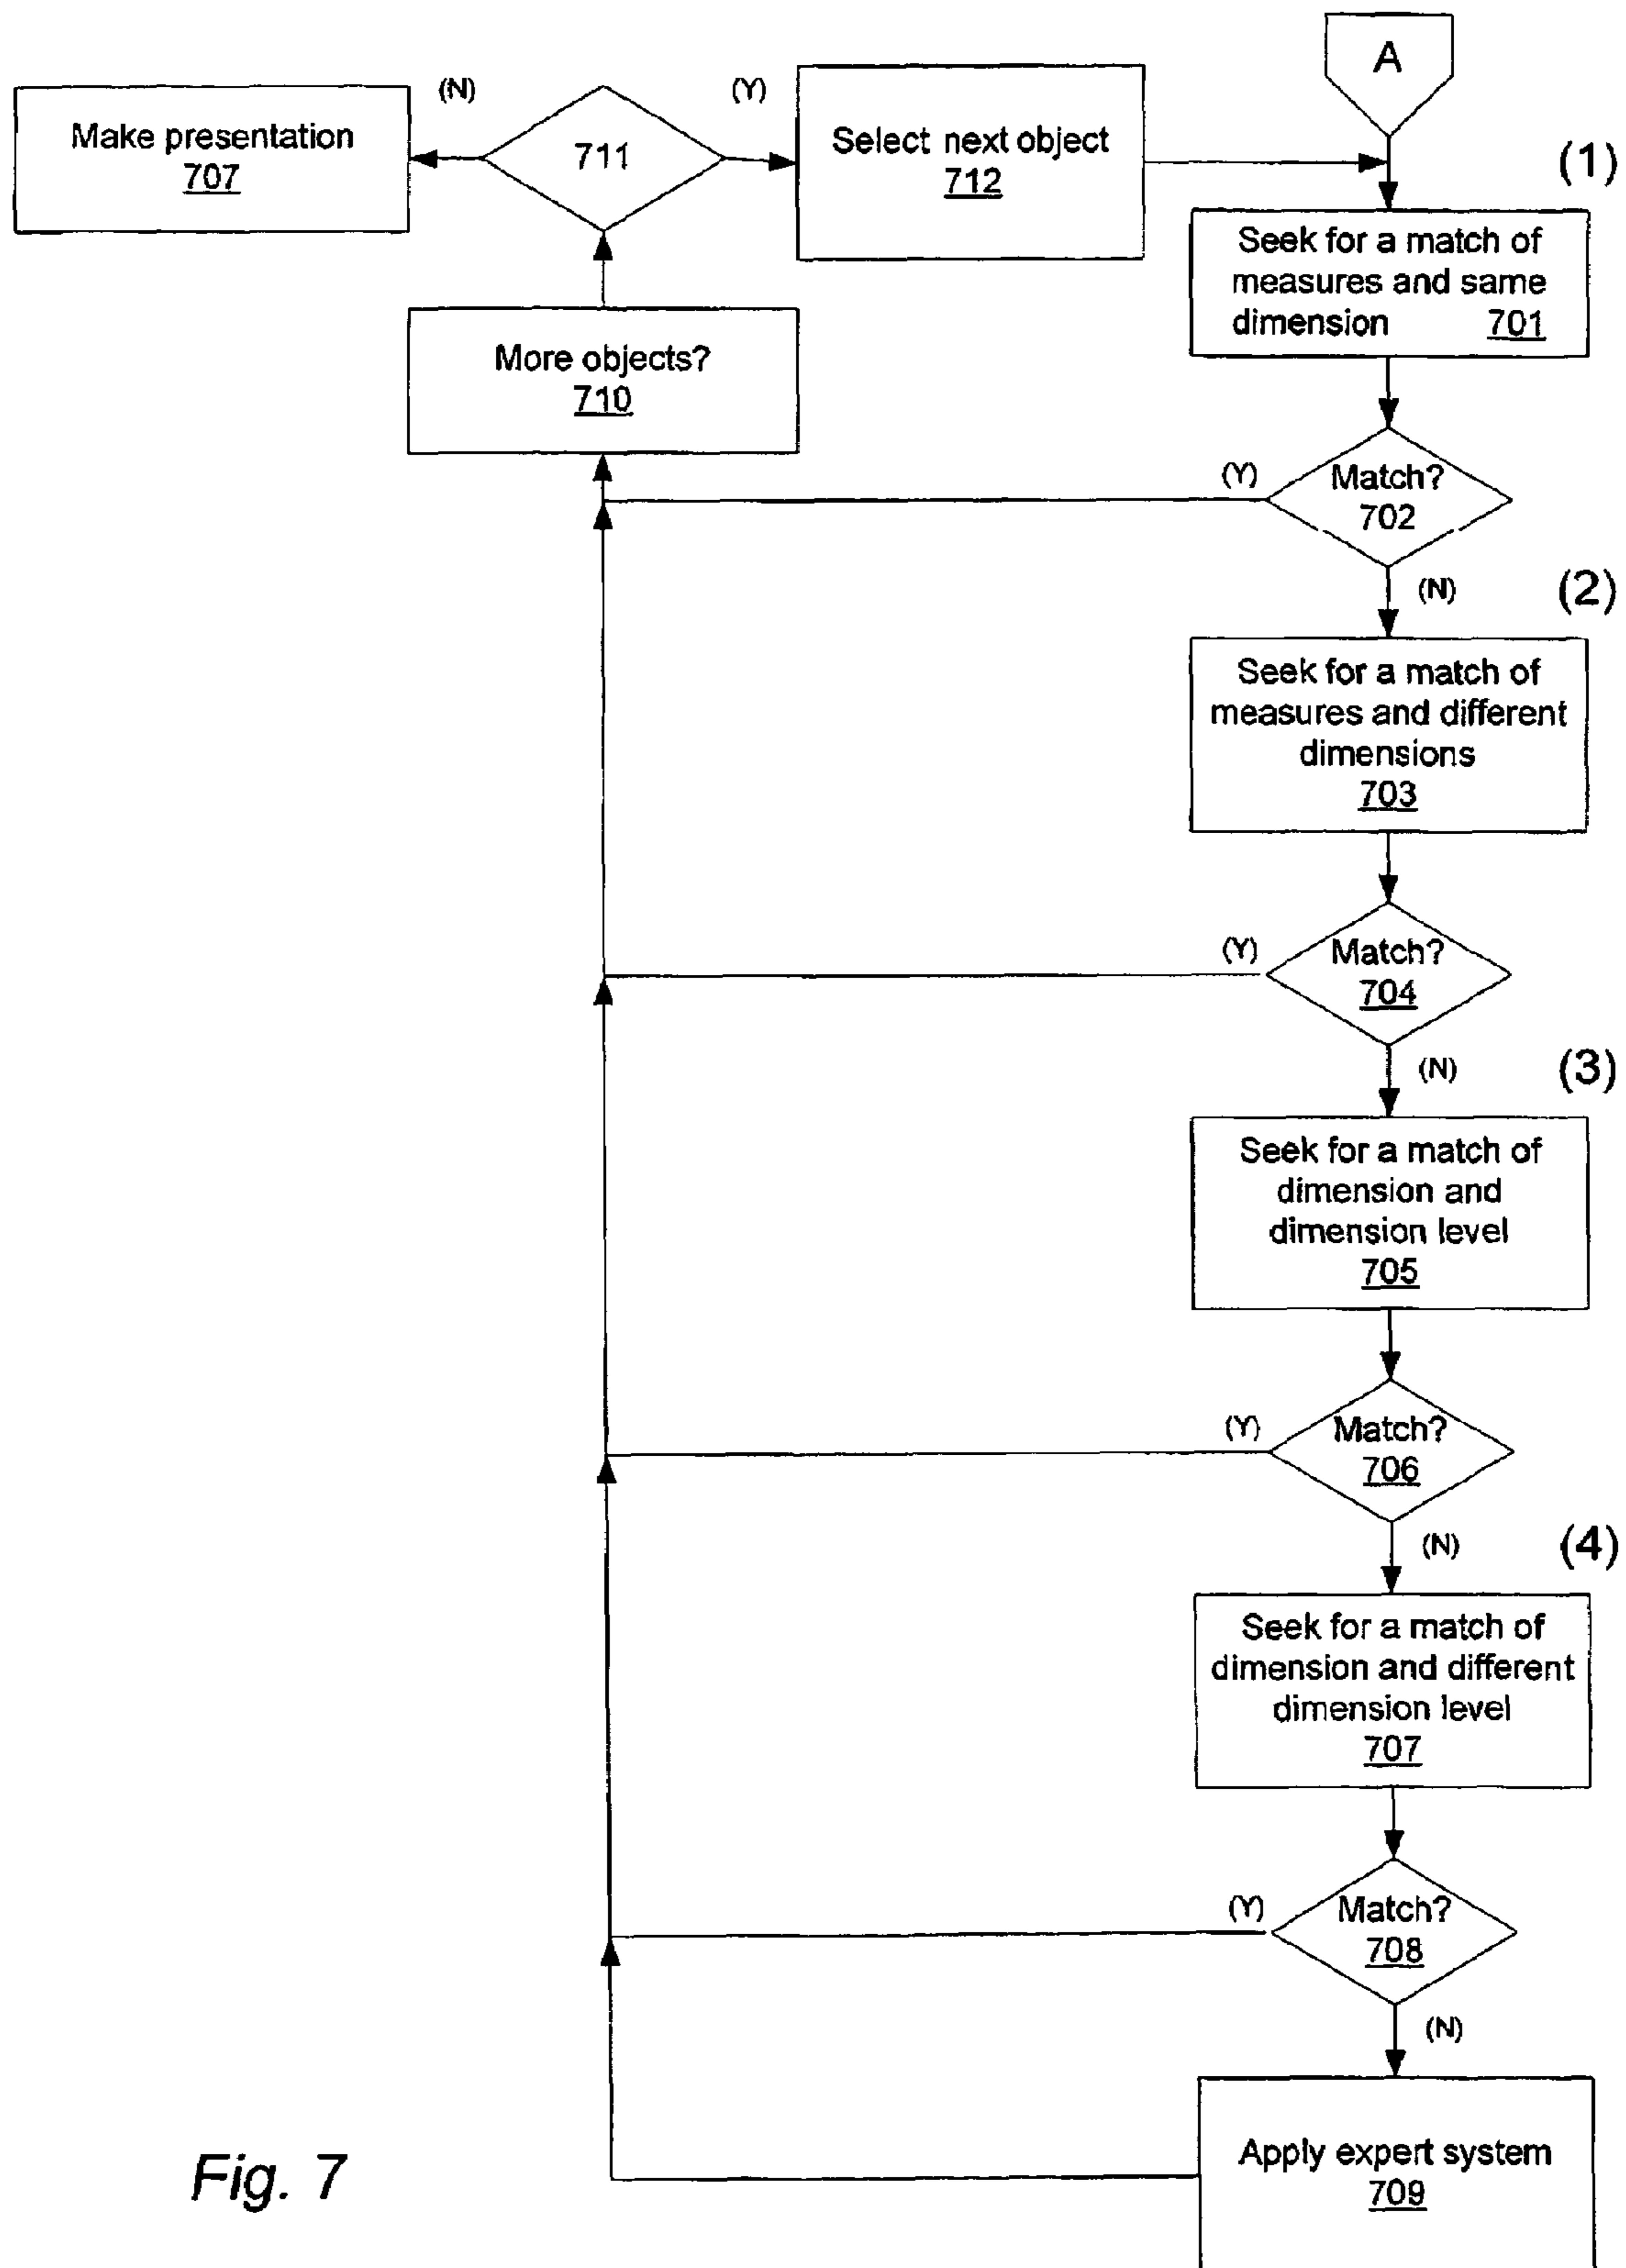 A
(N)
(Y)
Make presentation
707
711
Select next object
712
(1)
Seek for a match of
measures and same
dimension 701
More objects?
710
(Y)
Match?
702
(N)
(2)
Seek for a match of
measures and different
dimensions
703
(Y)
Match?
704
(N)
(3)
Seek for a match of
dimension and
dimension level
705
(Y)
Match?
706
(N)
(4)
Seek for a match of
dimension and different
dimension level
707
(Y)
Match?
708
(N)
Apply expert system
709
Fig. 7